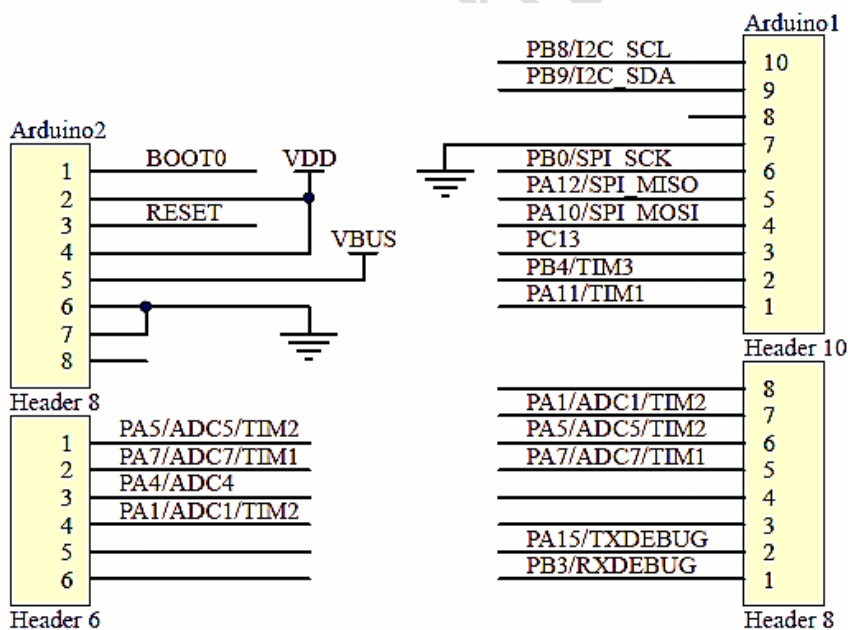 Arduino2
1 BOOT0 VDD
2
3 RESET
4 VBUS
5
6
7
8
Header 8
1 PA5/ADC5/TIM2
2 PA7/ADC7/TIM1
3 PA4/ADC4
4 PA1/ADC1/TIM2
5
6
Header 6
Arduino1
PB8/I2C_SCL 10
PB9/I2C_SDA 9
8
7
PB0/SPI_SCK 6
PA12/SPI_MISO 5
PA10/SPI_MOSI 4
PC13 3
PB4/TIM3 2
PA11/TIM1 1
Header 10
8
PA1/ADC1/TIM2 7
PA5/ADC5/TIM2 6
PA7/ADC7/TIM1 5
4
3
PA15/TXDEBUG 2
PB3/RXDEBUG 1
Header 8